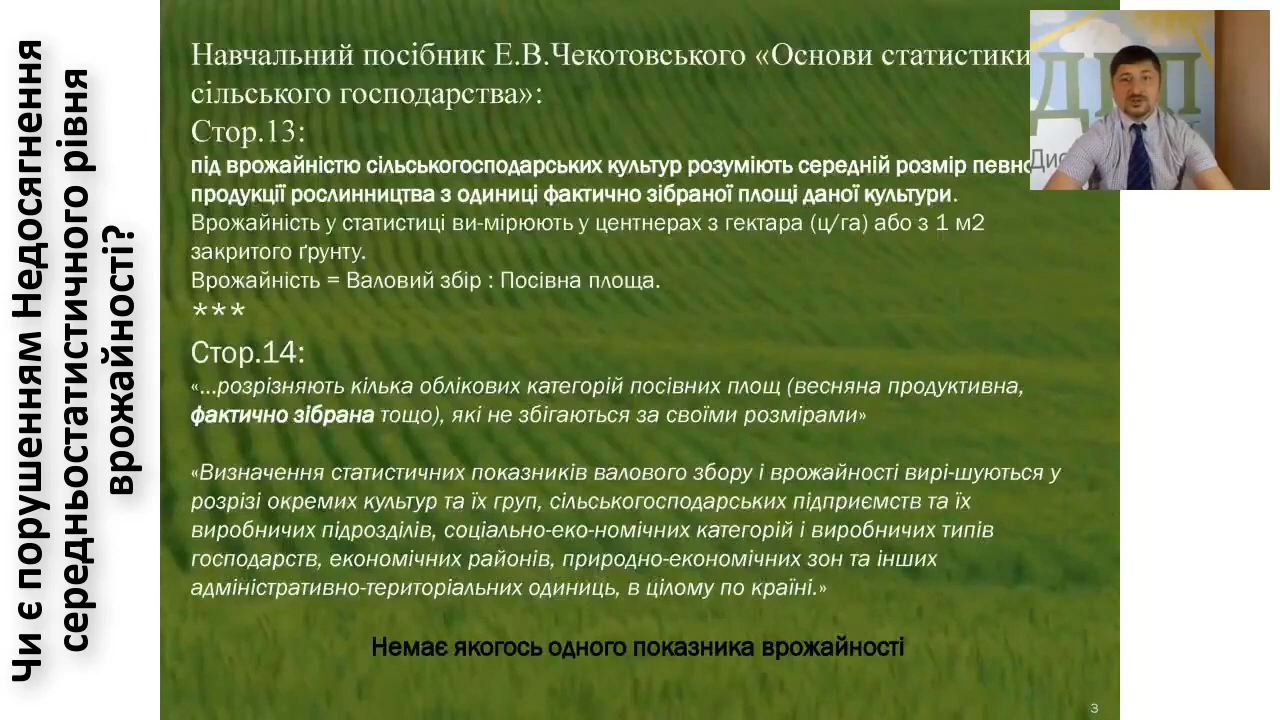 Чи є порушенням Недосягнення
середньостатистичного рівня
врожайності?
Навчальний посібник Е.В.Чекотовського «Основи статистики
сільського господарства»:
Стор.13:
під врожайністю сільськогосподарських культур розуміють середній розмір
продукції рослинництва з одиниці фактично зібраної площі даної культури.
Врожайність у статистиці ви-мірюють у центнерах з гектара (ц/га) або з 1 м2
закритого ґрунту.
Врожайність = Валовий збір : Посівна площа.
***
Стор.14:
«…розрізняють кілька облікових категорій посівних площ (весняна продуктивна,
фактично зібрана тощо), які не збігаються за своїми розмірами»
«Визначення статистичних показників валового збору і врожайності вирі-шуються у
розрізі окремих культур та їх груп, сільськогосподарських підприємств та їх
виробничих підрозділів, соціально-еко-номічних категорій і виробничих типів
господарств, економічних районів, природно-економічних зон та інших
адміністративно-територіальних одиниць, в цілому по країні.»
Немає якогось одного показника врожайності
3